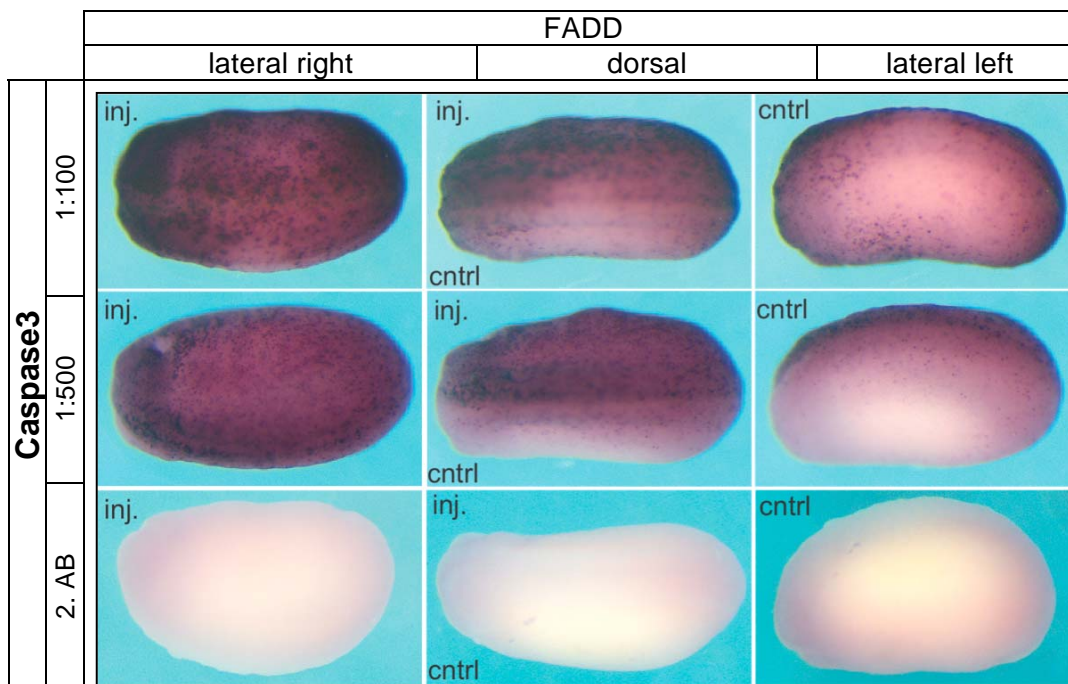 FADD
lateral right dorsal lateral left
Caspase3
1:100
inj. inj. cntrl
cntrl
1:500
inj. inj. cntrl
cntrl
2. AB
inj. inj. cntrl
cntrl